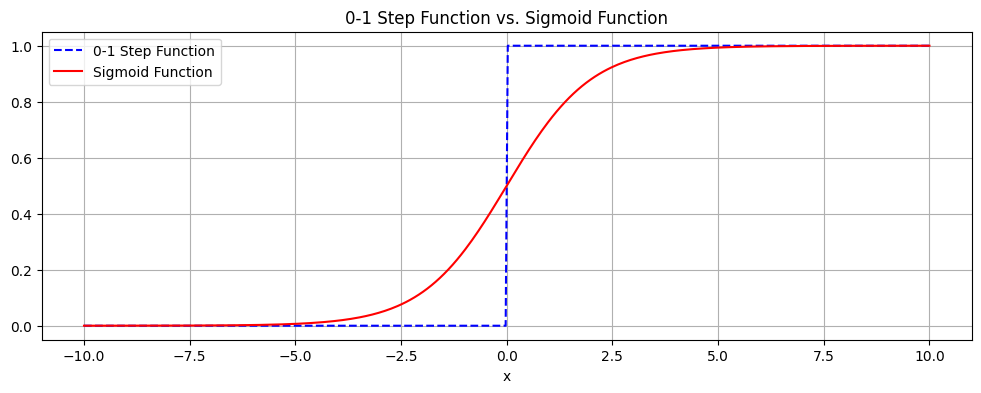 0-1 Step Function vs. Sigmoid Function
0-1 Step Function
Sigmoid Function
1.0
0.8
0.6
0.4
0.2
0.0
−10.0 −7.5 −5.0 −2.5 0.0 2.5 5.0 7.5 10.0
x